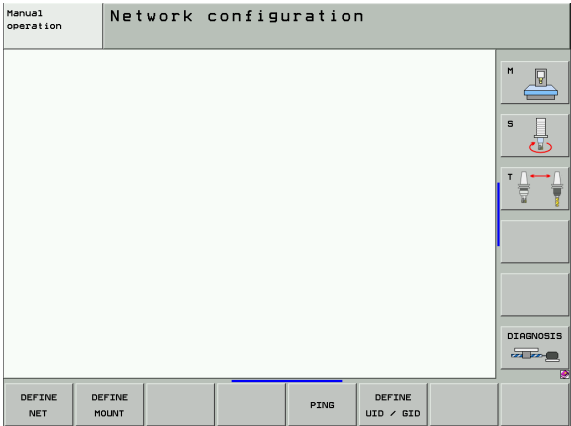 Manual
operation
Network configuration
M
S
T
DIAGNOSIS
DEFINE
NET
DEFINE
MOUNT
PING
DEFINE
UID / GID